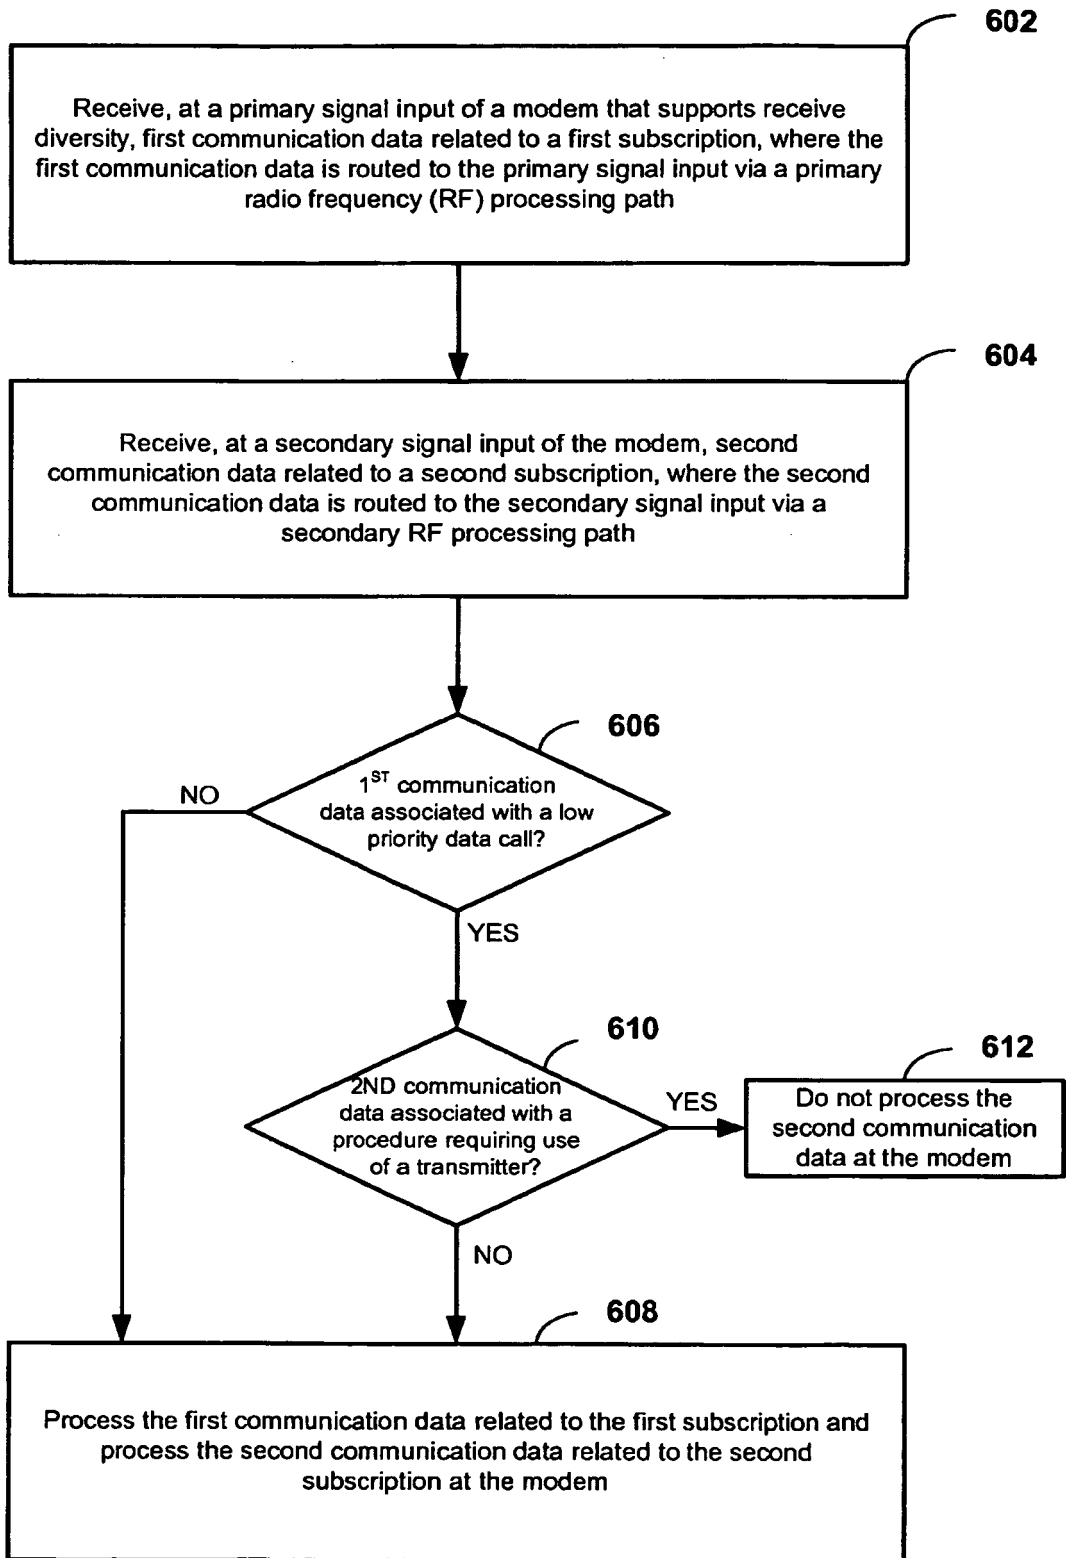 602
Receive, at a primary signal input of a modem that supports receive
diversity, first communication data related to a first subscription, where the
first communication data is routed to the primary signal input via a primary
radio frequency (RF) processing path
604
Receive, at a secondary signal input of the modem, second
communication data related to a second subscription, where the second
communication data is routed to the secondary signal input via a
secondary RF processing path
606
1ST communication
data associated with a low
priority data call?
NO
YES
610
2ND communication
data associated with a
procedure requiring use
of a transmitter?
YES
612
Do not process the
second communication
data at the modem
NO
608
Process the first communication data related to the first subscription and
process the second communication data related to the second
subscription at the modem